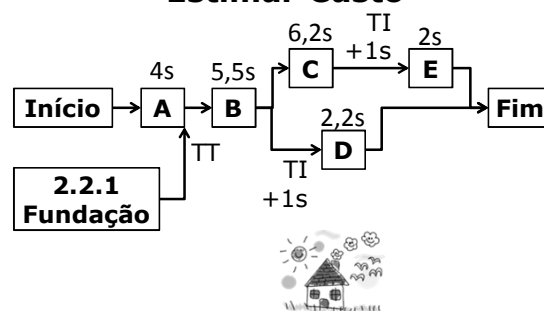 Estimar Custo
6,2s TI 2s
+1s
4s 5,5s C E
Início A B Fim
2,2s
TT D
2.2.1 TI
Fundação +1s